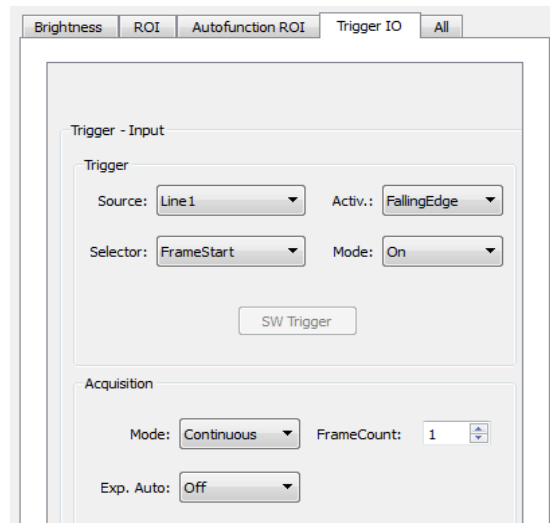 Brightness ROI Autofunction ROI Trigger IO All
Trigger - Input
Trigger
Source: Line1 Activ.: FallingEdge
Selector: FrameStart Mode: On
SW Trigger
Acquisition
Mode: Continuous FrameCount: 1
Exp. Auto: Off